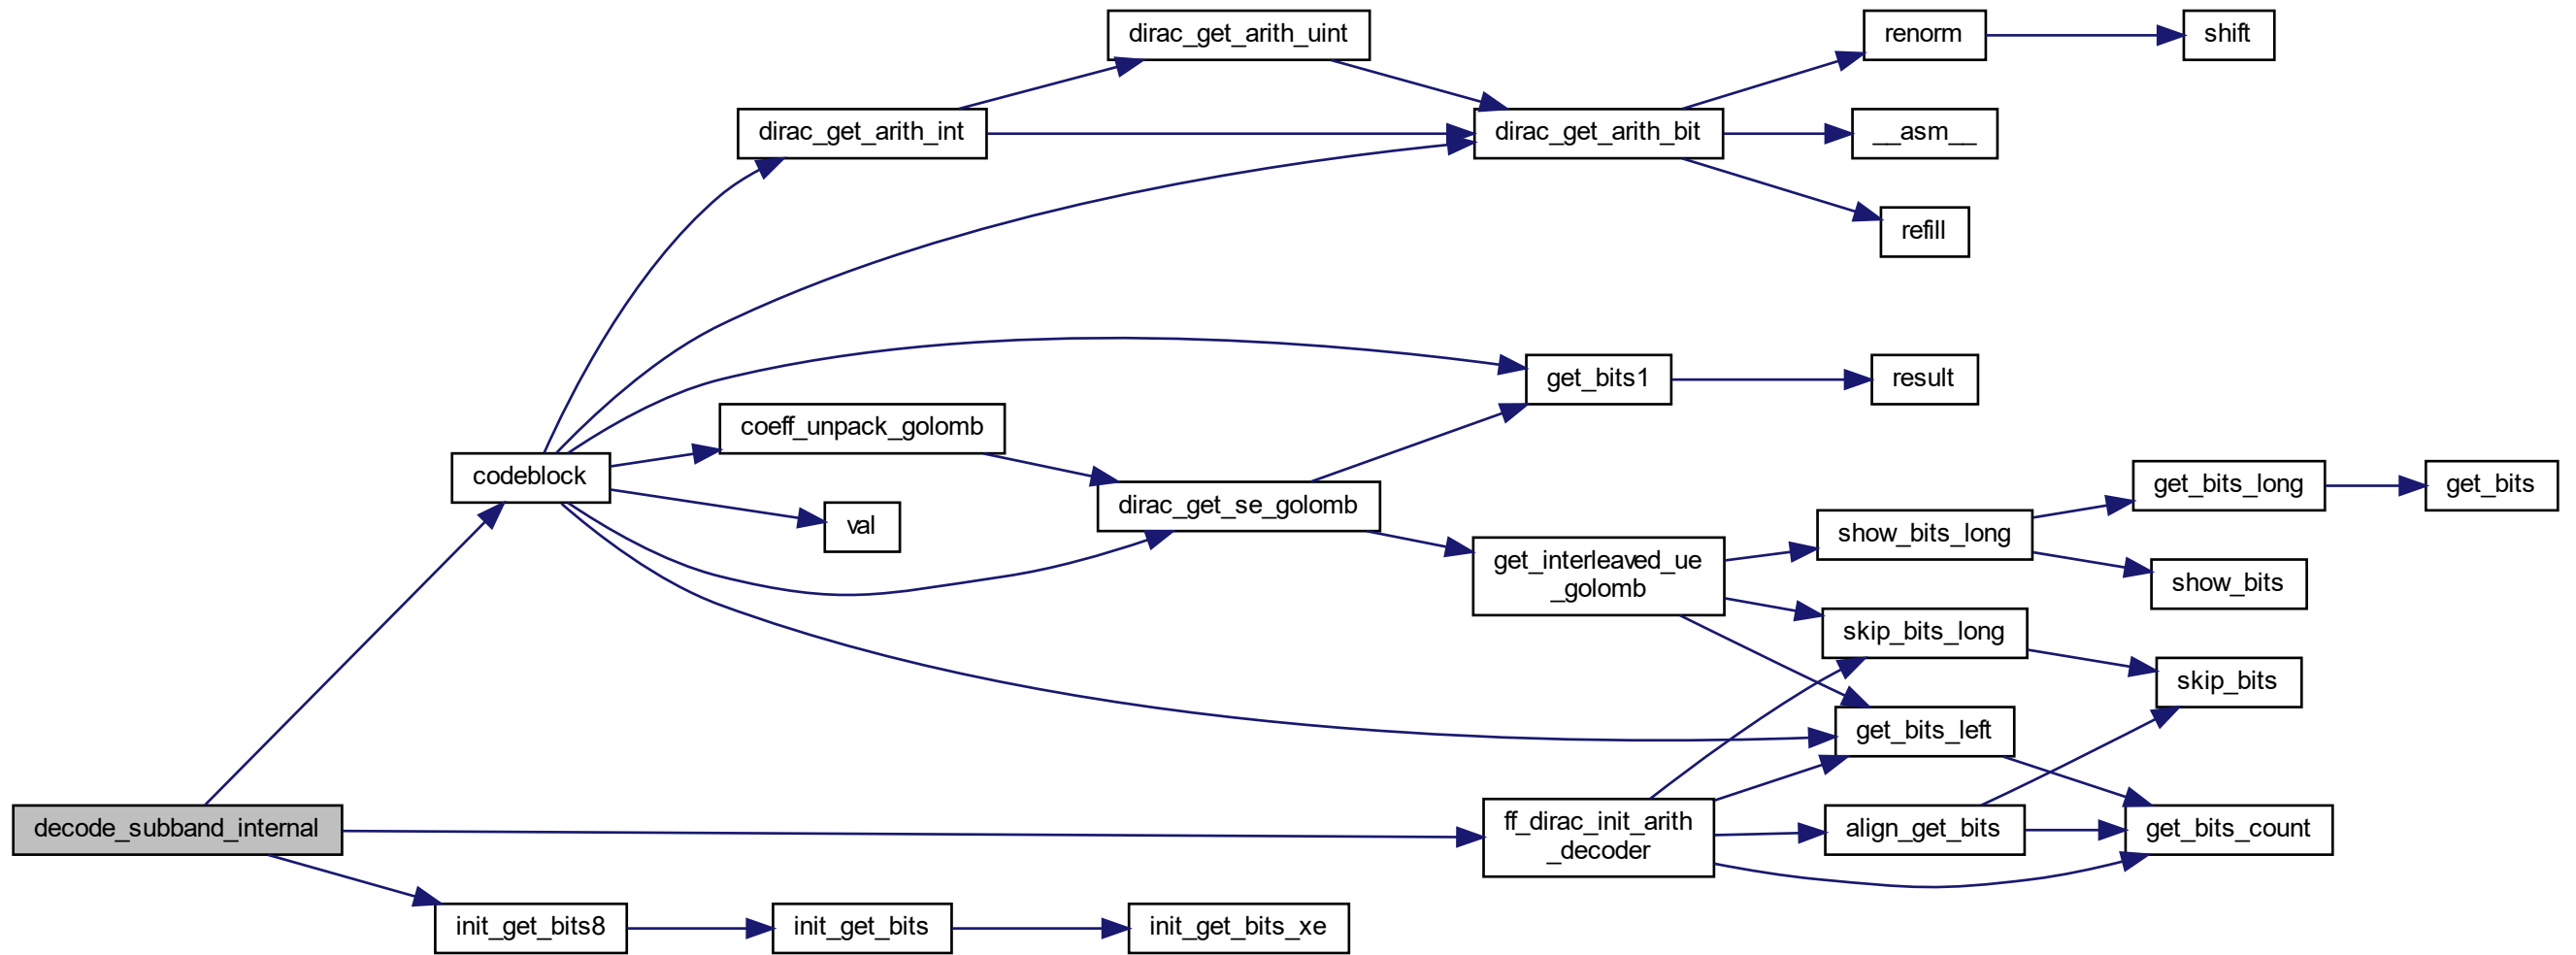 dirac_get_arith_uint
renorm
shift
dirac_get_arith_int
dirac_get_arith_bit
__asm__
refill
get_bits1
result
coeff_unpack_golomb
codeblock
get_bits_long
get_bits
dirac_get_se_golomb
val
show_bits_long
get_interleaved_ue
_golomb
show_bits
skip_bits_long
skip_bits
get_bits_left
decode_subband_internal
ff_dirac_init_arith
_decoder
align_get_bits
get_bits_count
init_get_bits8
init_get_bits
init_get_bits_xe